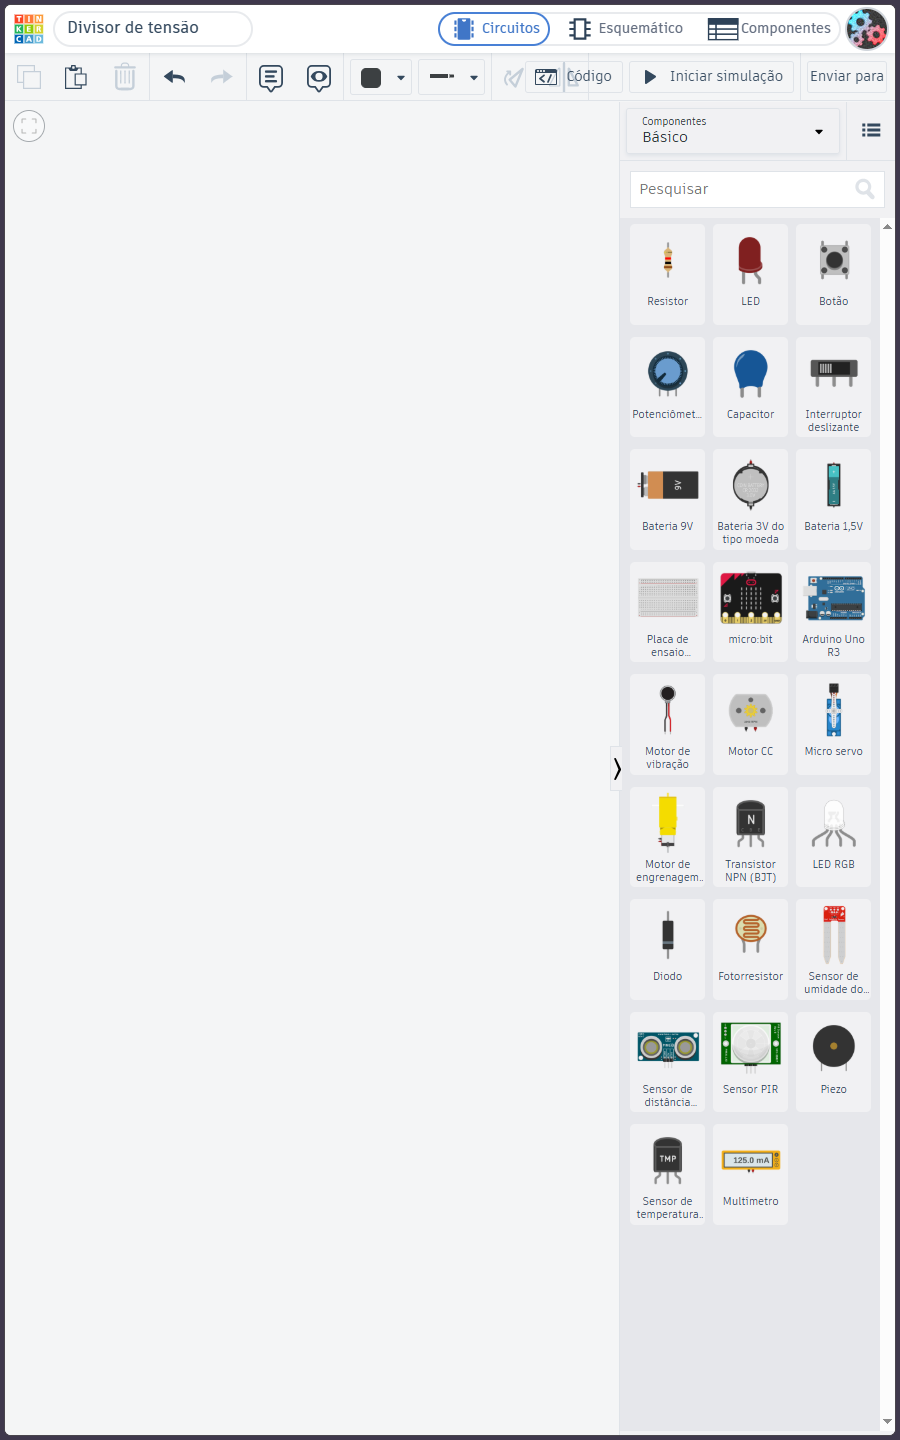 TINKERCAD
Divisor de tensão
Circuitos
Esquemático
Componentes
Código
Iniciar simulação
Enviar para
Componentes
Básico
Pesquisar
Resistor
LED
Botão
Potenciômet...
Capacitor
Interruptor
deslizante
9V
Bateria 9V
Bateria 3V do
tipo moeda
Bateria 1,5V
Placa de
ensaio...
micro:bit
Arduino Uno
R3
Motor de
vibração
Motor CC
Micro servo
Motor de
engrenagem..
N
Transistor
NPN (BJT)
LED RGB
Diodo
Fotorresistor
Sensor de
umidade do...
Sensor de
distância...
Sensor PIR
Piezo
TMP
Sensor de
temperatura..
125.0 mA
Multímetro